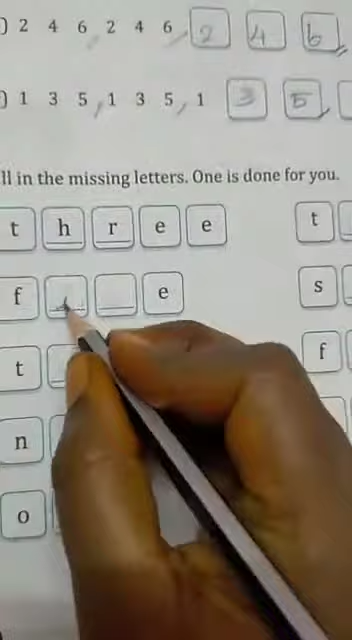 ) 2 4 6, 2 4 6, 2 4 6,
) 1 3 5, 1 3 5, 1 3 5,
ll in the missing letters. One is done for you.
t h r e e t
f e s
t f
n
o